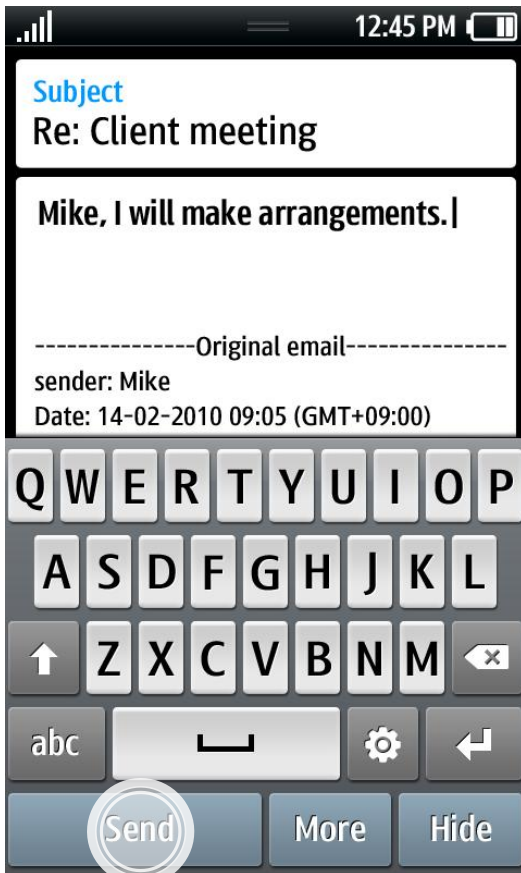 12:45 PM
Subject
Re: Client meeting
Mike, I will make arrangements.
---------------Original email---------------
sender: Mike
Date: 14-02-2010 09:05 (GMT+09:00)
Q W E R T Y U I O P
A S D F G H J K L
Z X C V B N M
abc
Send More Hide